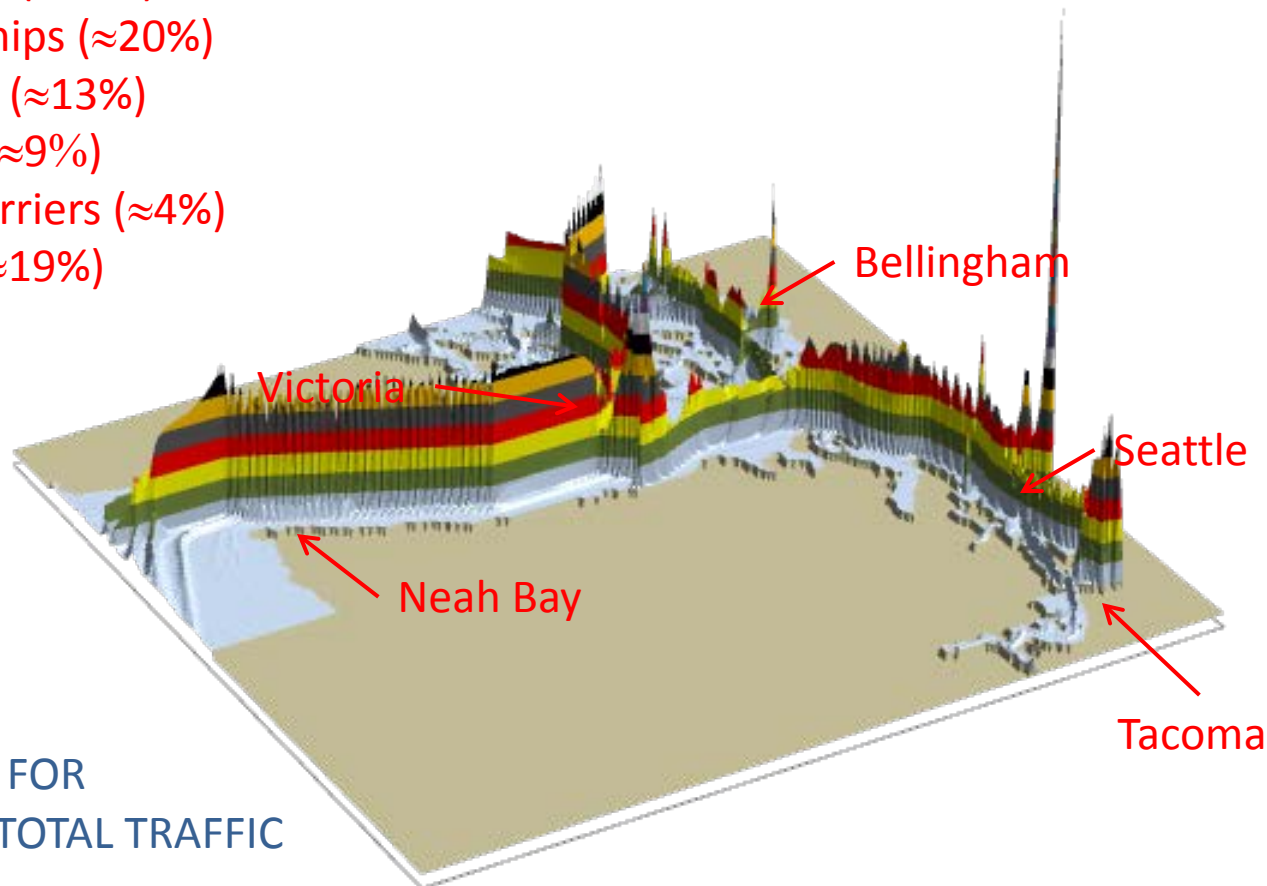 hips (≈20%)
(≈13%)
≈9%)
rriers (≈4%)
≈19%)
Bellingham
Victoria
Seattle
Neah Bay
Tacoma
FOR
TOTAL TRAFFIC